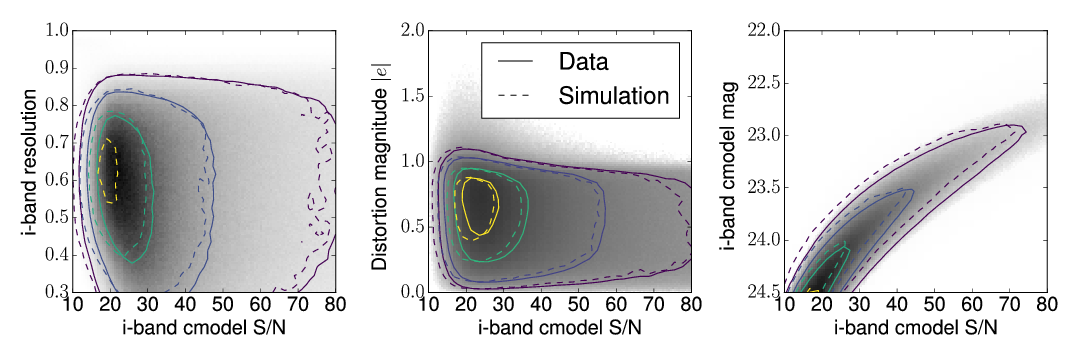 1.0
0.9
0.8
0.7
0.6
0.5
0.4
0.3
i-band resolution
10 20 30 40 50 60 70 80
i-band cmodel S/N
2.0
1.5
1.0
0.5
0.0
Distortion magnitude |e|
Data
Simulation
10 20 30 40 50 60 70 80
i-band cmodel S/N
22.0
22.5
23.0
23.5
24.0
24.5
i-band cmodel mag
10 20 30 40 50 60 70 80
i-band cmodel S/N